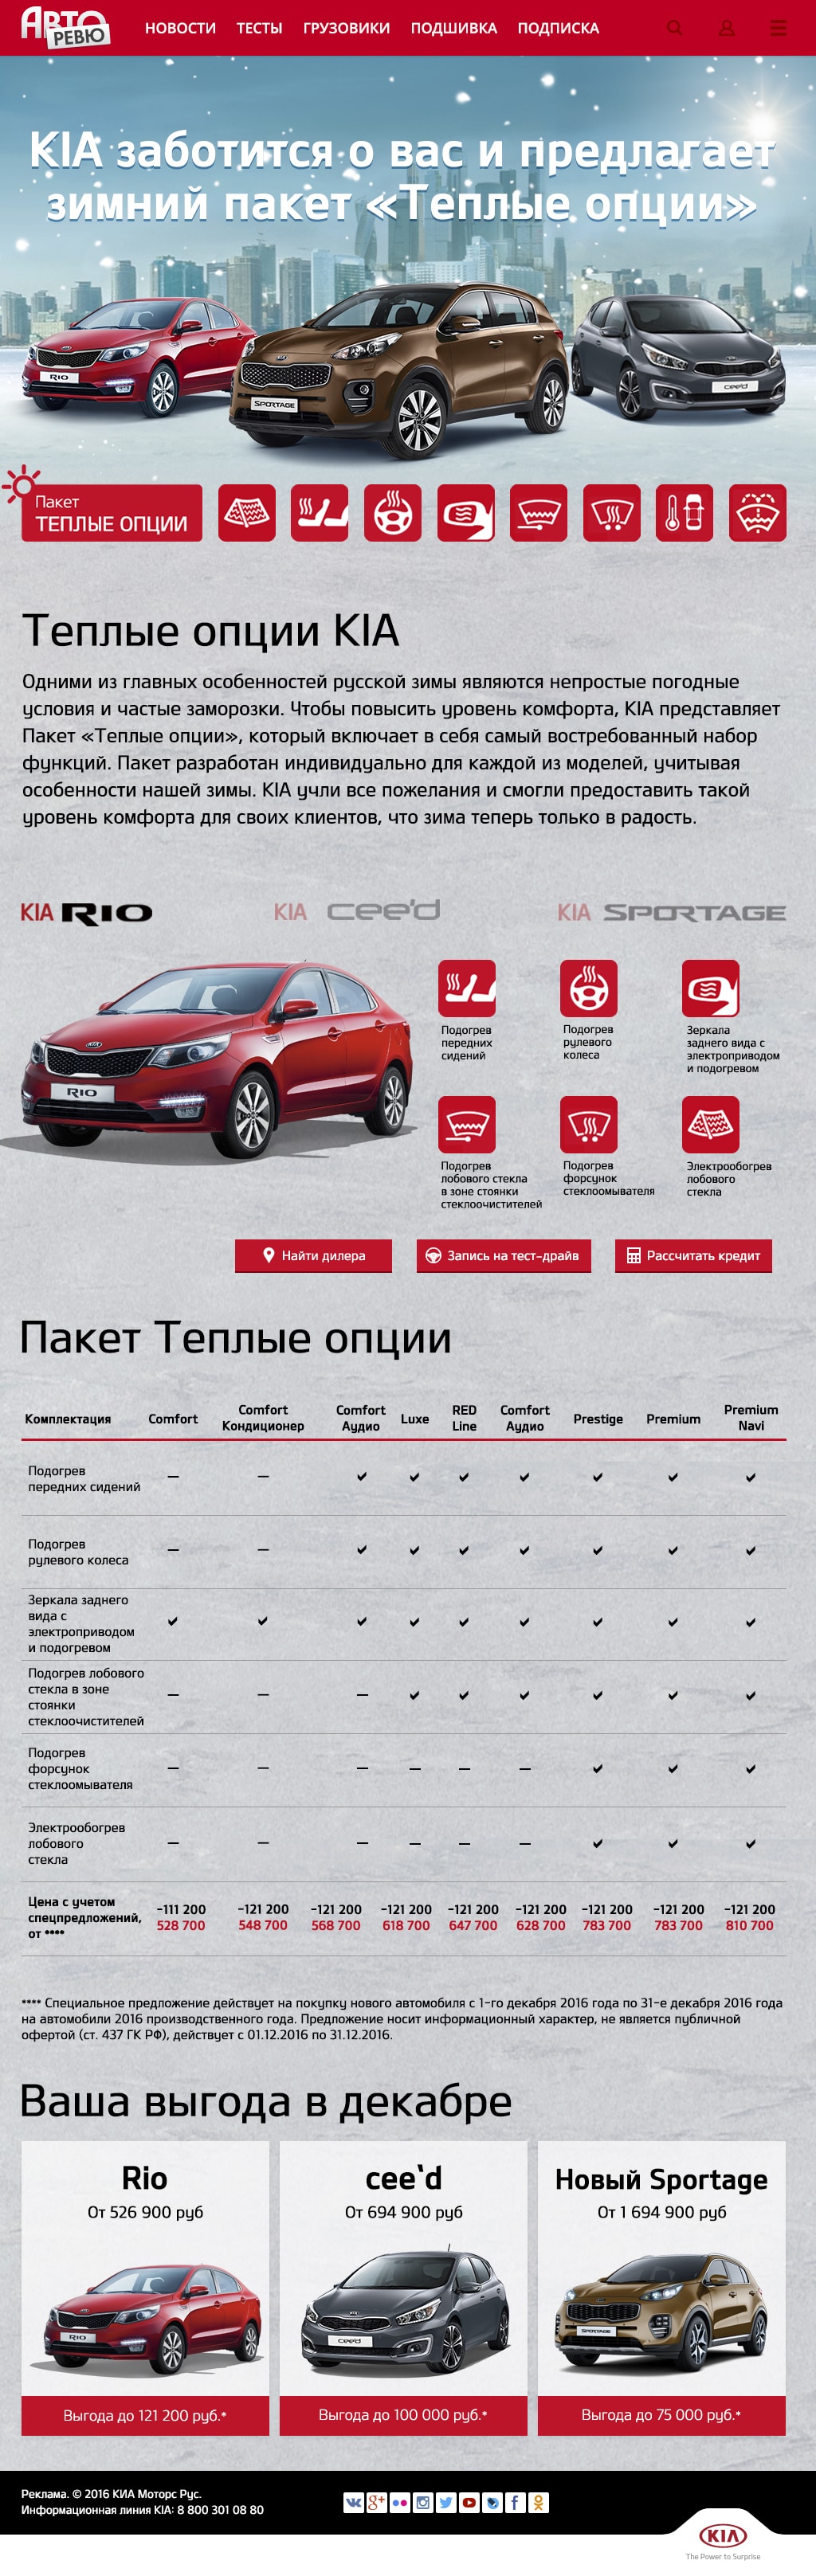 АВТО
РЕВЮ
НОВОСТИ ТЕСТЫ ГРУЗОВИКИ ПОДШИВКА ПОДПИСКА
KIA заботится о вас и предлагает
зимний пакет «Теплые опции»
RIO
SPORTAGE
cee'd
Пакет
ТЕПЛЫЕ ОПЦИИ
Теплые опции KIA
Одними из главных особенностей русской зимы являются непростые погодные
условия и частые заморозки. Чтобы повысить уровень комфорта, KIA представляет
Пакет «Теплые опции», который включает в себя самый востребованный набор
функций. Пакет разработан индивидуально для каждой из моделей, учитывая
особенности нашей зимы. KIA учли все пожелания и смогли предоставить такой
уровень комфорта для своих клиентов, что зима теперь только в радость.
KIA RIO KIA cee'd KIA SPORTAGE
KIA
RIO
Подогрев
передних
сидений
Подогрев
рулевого
колеса
Зеркала
заднего вида с
электроприводом
и подогревом
Подогрев
лобового стекла
в зоне стоянки
стеклоочистителей
Подогрев
форсунок
стеклоомывателя
Электрообогрев
лобового
стекла
Найти дилера Запись на тест-драйв Рассчитать кредит
Пакет Теплые опции
Комплектация Comfort Comfort Кондиционер Comfort Аудио Luxe RED Line Comfort Аудио Prestige Premium Premium Navi
Подогрев
передних сидений
Подогрев
рулевого колеса
Зеркала заднего
вида с
электроприводом
и подогревом
Подогрев лобового
стекла в зоне
стоянки
стеклоочистителей
Подогрев
форсунок
стеклоомывателя
Электрообогрев
лобового
стекла
Цена с учетом
спецпредложений,
от ****
-111 200 -121 200 -121 200 -121 200 -121 200 -121 200 -121 200 -121 200 -121 200
528 700 548 700 568 700 618 700 647 700 628 700 783 700 783 700 810 700
**** Специальное предложение действует на покупку нового автомобиля с 1-го декабря 2016 года по 31-е декабря 2016 года
на автомобили 2016 производственного года. Предложение носит информационный характер, не является публичной
офертой (ст. 437 ГК РФ), действует с 01.12.2016 по 31.12.2016.
Ваша выгода в декабре
Rio
От 526 900 руб
RIO
Выгода до 121 200 руб.*
cee'd
От 694 900 руб
cee'd
Выгода до 100 000 руб.*
Новый Sportage
От 1 694 900 руб
SPORTAGE
Выгода до 75 000 руб.*
Реклама. © 2016 КИА Моторс Рус.
Информационная линия KIA: 8 800 301 08 80
KIA
The Power to Surprise